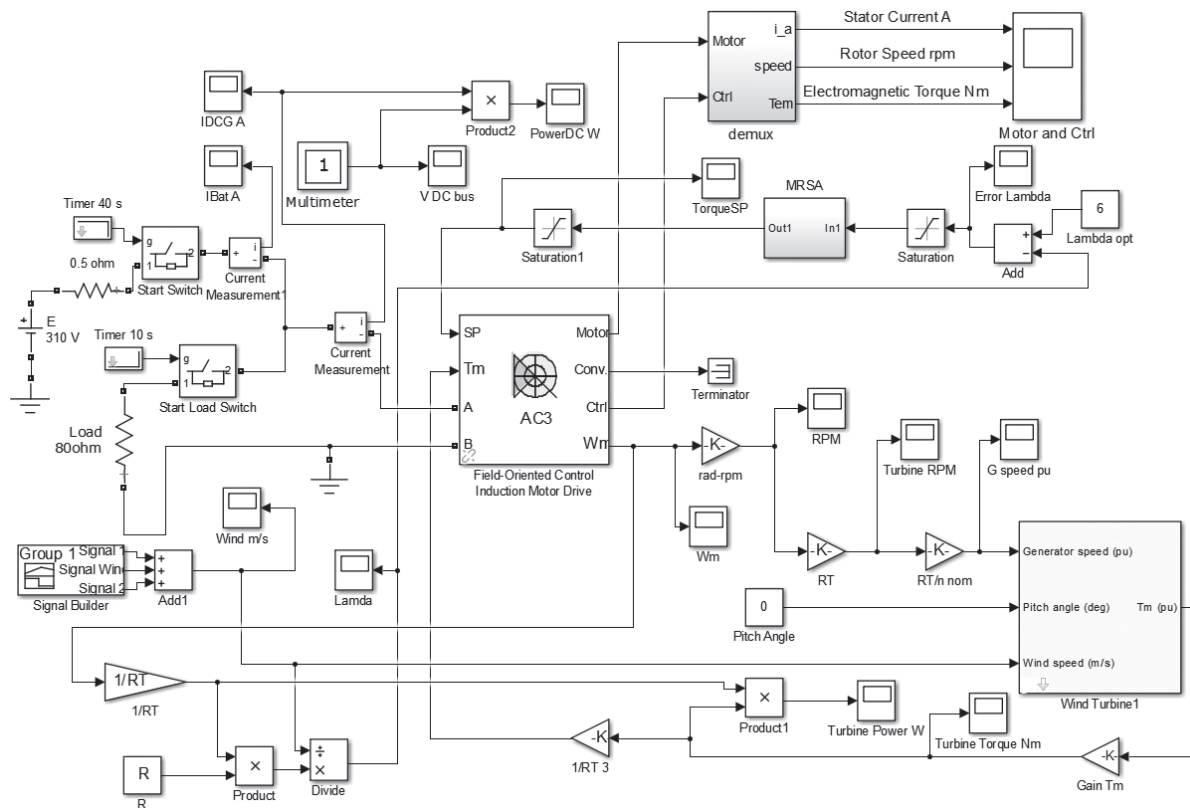 Stator Current A
i_a
Motor
Rotor Speed rpm
speed
Ctrl
Electromagnetic Torque Nm
Tem
demux
Motor and Ctrl
IDCG A
×
Product2
PowerDC W
IBat A
1
Multimeter
V DC bus
TorqueSP
MRSA
Out1
In1
Error Lambda
6
Lambda opt
Saturation1
Saturation
+
−
Add
Timer 40 s
g
1
2
Start Switch
+
i
-
Current
Measurement1
0.5 ohm
+
E
310 V
Timer 10 s
g
1
2
Start Load Switch
+
i
-
Current
Measurement
Load
80ohm
+
SP
Tm
A
B
AC3
Motor
Conv.
Ctrl
Wm
Field-Oriented Control
Induction Motor Drive
Terminator
-K-
rad-rpm
RPM
Wm
Turbine RPM
G speed pu
-K-
RT
-K-
RT/n nom
Wind m/s
Group 1
Signal 1
Signal Wind
Signal 2
Signal Builder
+
+
+
Add1
Lamda
0
Pitch Angle
Generator speed (pu)
Pitch angle (deg)
Wind speed (m/s)
Tm (pu)
Wind Turbine1
1/RT
1/RT
×
Product1
Turbine Power W
Turbine Torque Nm
-K
1/RT 3
-K-
Gain Tm
R
R
×
Product
÷
×
Divide